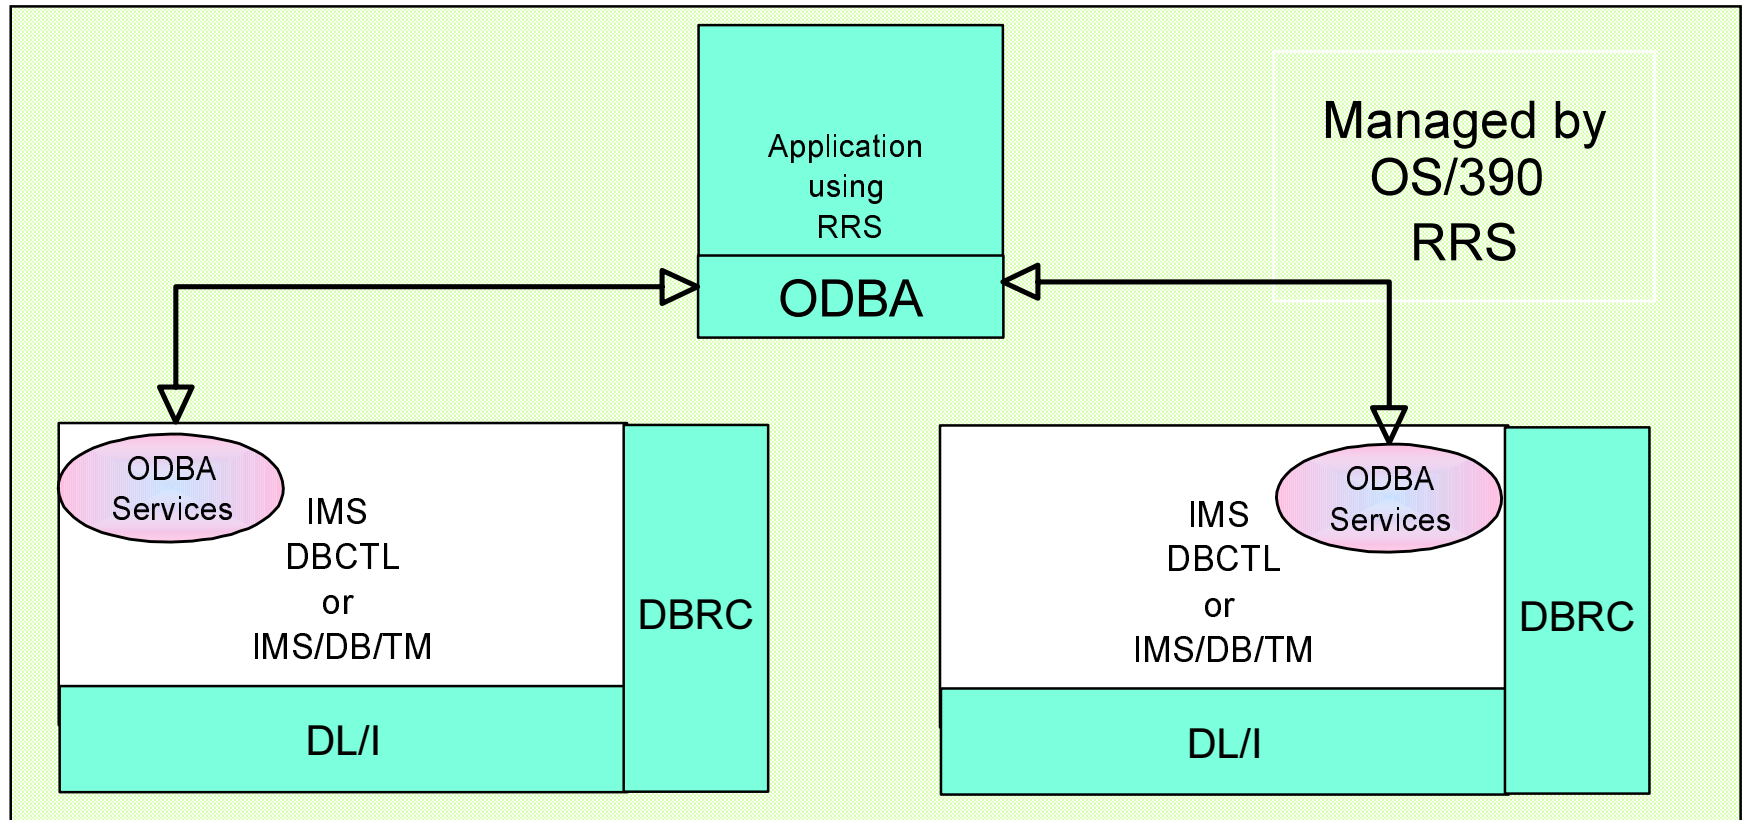 Application
using
RRS
ODBA
Managed by
OS/390
RRS
ODBA
Services
IMS
DBCTL
or
IMS/DB/TM
DBRC
DL/I
IMS
DBCTL
or
IMS/DB/TM
ODBA
Services
DBRC
DL/I